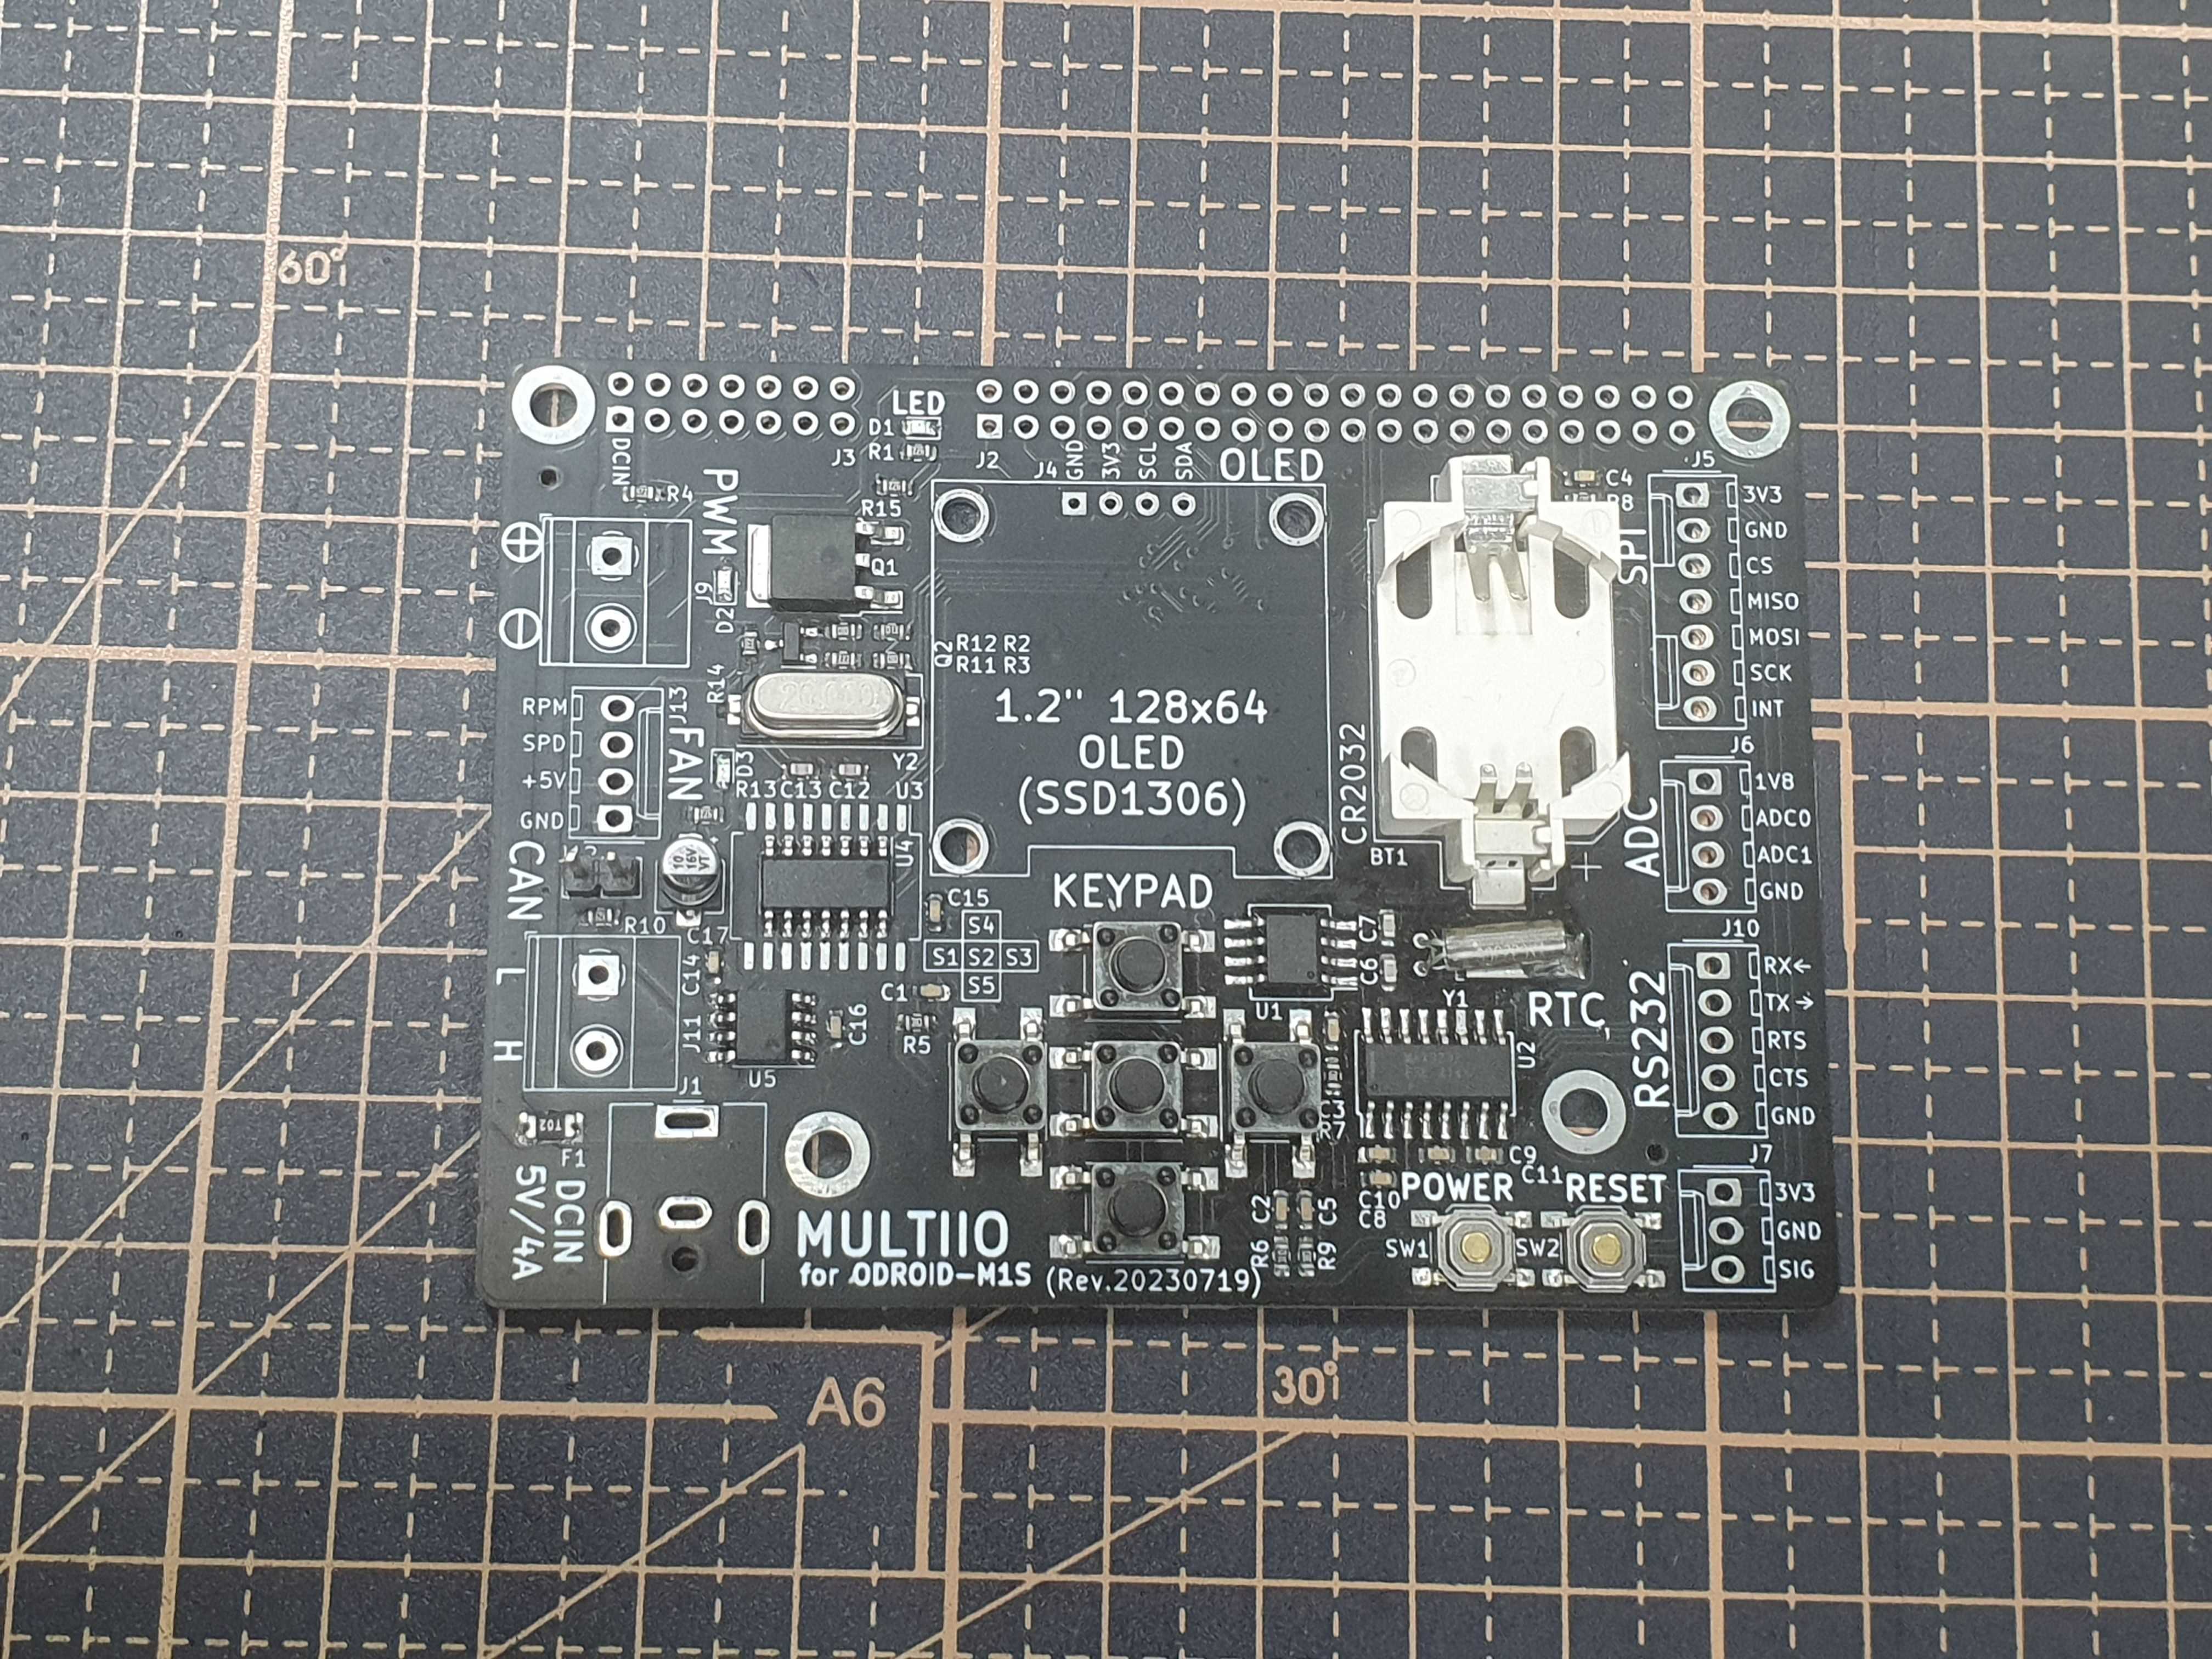 60°
LED
D1
R1
DCIN
J3
J2
J4
GND
3V3
SCL
SDA
OLED
R4
PWM
R15
Q1
J9
D2
C4
R8
J5
SPI
3V3
GND
CS
MISO
MOSI
SCK
INT
Q2
R12 R2
R11 R3
R14
1.2" 128x64
OLED
(SSD1306)
CR2032
BT1
+
RPM
SPD
+5V
GND
J13
FAN
Y2
D3
R13 C13 C12
U3
U4
J6
ADC
1V8
ADC0
ADC1
GND
CAN
10
16V
VT
R10
C17
C14
C15
KEYPAD
S4
S1 S2 S3
S5
C1
R5
C16
U5
L
H
J11
J1
C7
C6
U1
Y1
RTC
U2
J10
RS232
RX←
TX→
RTS
CTS
GND
T02
F1
DCIN
5V/4A
C9
C11
C10
C8
POWER
RESET
SW1
SW2
C2
C5
R6
R9
J7
3V3
GND
SIG
MULTIIO
for ODROID-M1S (Rev.20230719)
A6
30°